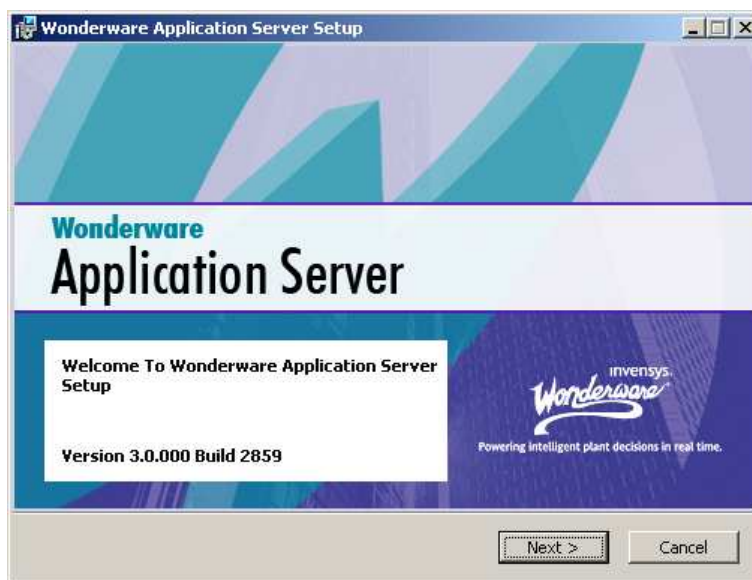 Wonderware Application Server Setup
Wonderware
Application Server
Welcome To Wonderware Application Server
Setup
Version 3.0.000 Build 2859
invensys.
Wonderware
Powering intelligent plant decisions in real time.
Next >
Cancel